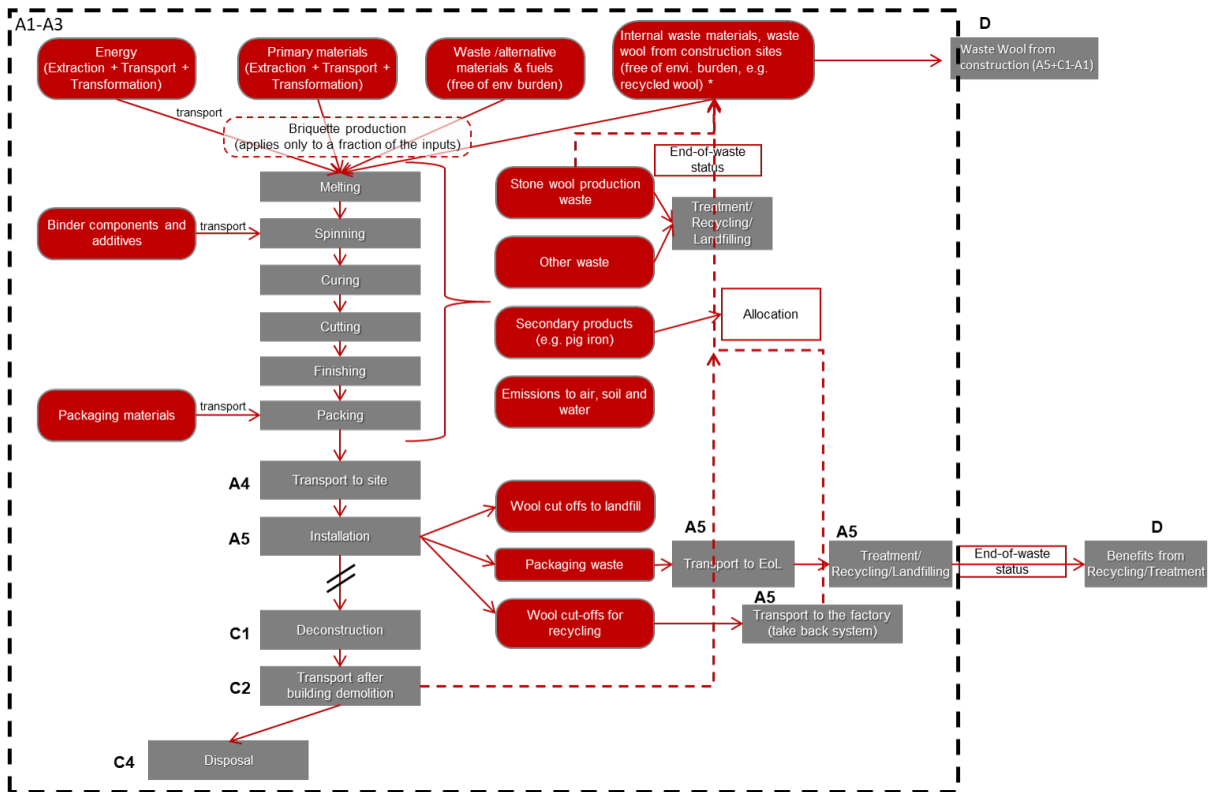 A1-A3
D
Energy
(Extraction + Transport +
Transformation)
Primary materials
(Extraction + Transport +
Transformation)
Waste /alternative
materials & fuels
(free of env burden)
Internal waste materials, waste
wool from construction sites
(free of envi. burden, e.g.
recycled wool) *
Waste Wool from
construction (A5+C1-A1)
transport
Briquette production
(applies only to a fraction of the inputs)
End-of-waste
status
Melting
Stone wool production
waste
Treatment/
Recycling/
Landfilling
Binder components and
additives
transport
Spinning
Other waste
Curing
Cutting
Secondary products
(e.g. pig iron)
Allocation
Finishing
Emissions to air, soil and
water
Packaging materials
transport
Packing
A4
Transport to site
Wool cut offs to landfill
A5
Installation
A5
A5
D
Packaging waste
Transport to EoL
Treatment/
Recycling/Landfilling
End-of-waste
status
Benefits from
Recycling/Treatment
A5
C1
Deconstruction
Wool cut-offs for
recycling
Transport to the factory
(take back system)
C2
Transport after
building demolition
C4
Disposal